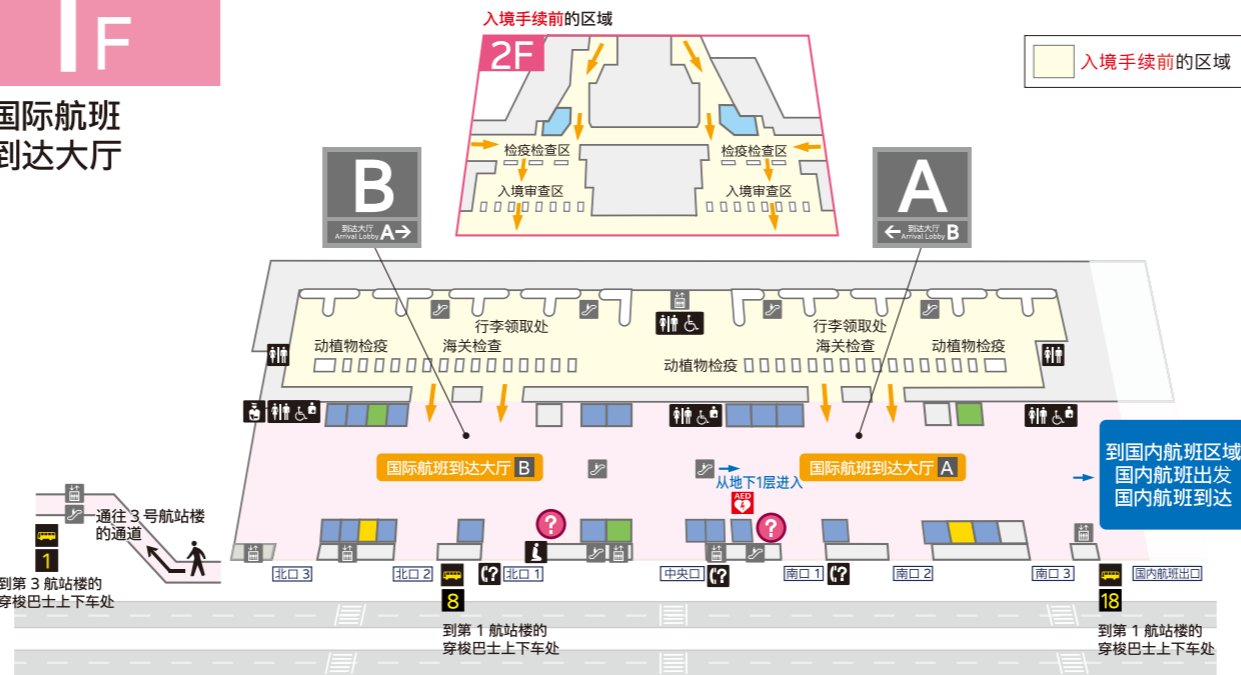 1F
国际航班
到达大厅
入境手续前的区域
2F
检疫检查区
检疫检查区
入境审查区
入境审查区
入境手续前的区域
B
到达大厅
Arrival Lobby A→
A
到达大厅
←Arrival Lobby B
行李领取处
动植物检疫
海关检查
行李领取处
动植物检疫
海关检查
动植物检疫
国际航班到达大厅 B
从地下1层进入
AED
国际航班到达大厅 A
到国内航班区域
国内航班出发
国内航班到达
通往 3 号航站楼
的通道
?
?
1
到第 3 航站楼的
穿梭巴士上下车处
北口 3
北口 2
?
北口 1
中央口
?
南口 1
?
南口 2
南口 3
国内航班出口
8
到第 1 航站楼的
穿梭巴士上下车处
18
到第 1 航站楼的
穿梭巴士上下车处